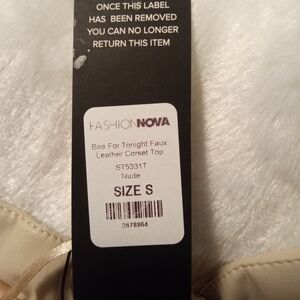 ONCE THIS LABEL
HAS BEEN REMOVED
YOU CAN NO LONGER
RETURN THIS ITEM
FASHIONNOVA
Bae For Tonight Faux
Leather Corset Top
ST5331T
Nude
SIZE S
2678964